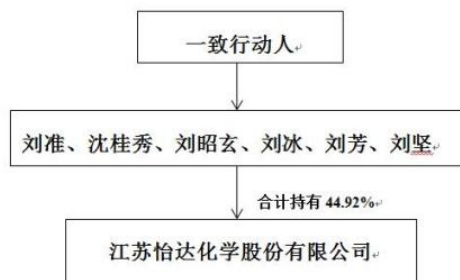 一致行动人
刘准、沈桂秀、刘昭玄、刘冰、刘芳、刘坚
合计持有 44.92%
江苏怡达化学股份有限公司